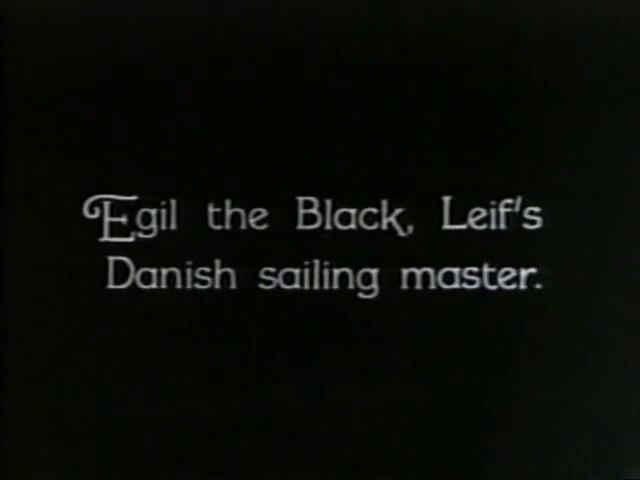 Egil the Black, Leif's
Danish sailing master.